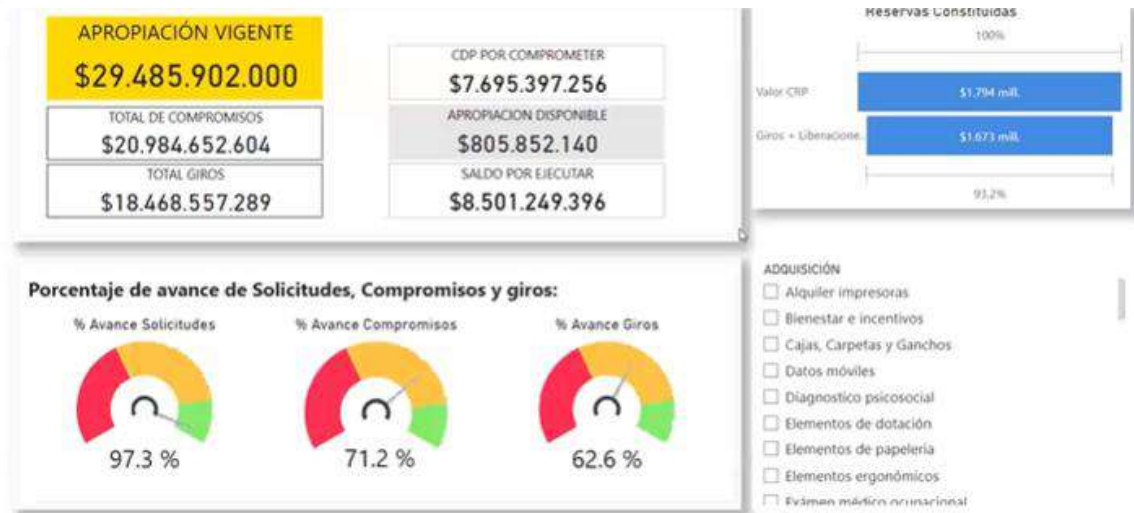 APROPIACIÓN VIGENTE
$29.485.902.000
TOTAL DE COMPROMISOS
$20.984.652.604
TOTAL GIROS
$18.468.557.289
CDP POR COMPROMETER
$7.695.397.256
APROPIACION DISPONIBLE
$805.852.140
SALDO POR EJECUTAR
$8.501.249.396
Reservas Constituidas
100%
Valor CRP
$1.794 mill.
Giros + Liberacione...
$1.673 mill.
93,2%
Porcentaje de avance de Solicitudes, Compromisos y giros:
% Avance Solicitudes
97.3 %
% Avance Compromisos
71.2 %
% Avance Giros
62.6 %
ADQUISICIÓN
Alquiler impresoras
Bienestar e incentivos
Cajas, Carpetas y Ganchos
Datos móviles
Diagnostico psicosocial
Elementos de dotación
Elementos de papeleria
Elementos ergonómicos
Exámen médico ocupacional